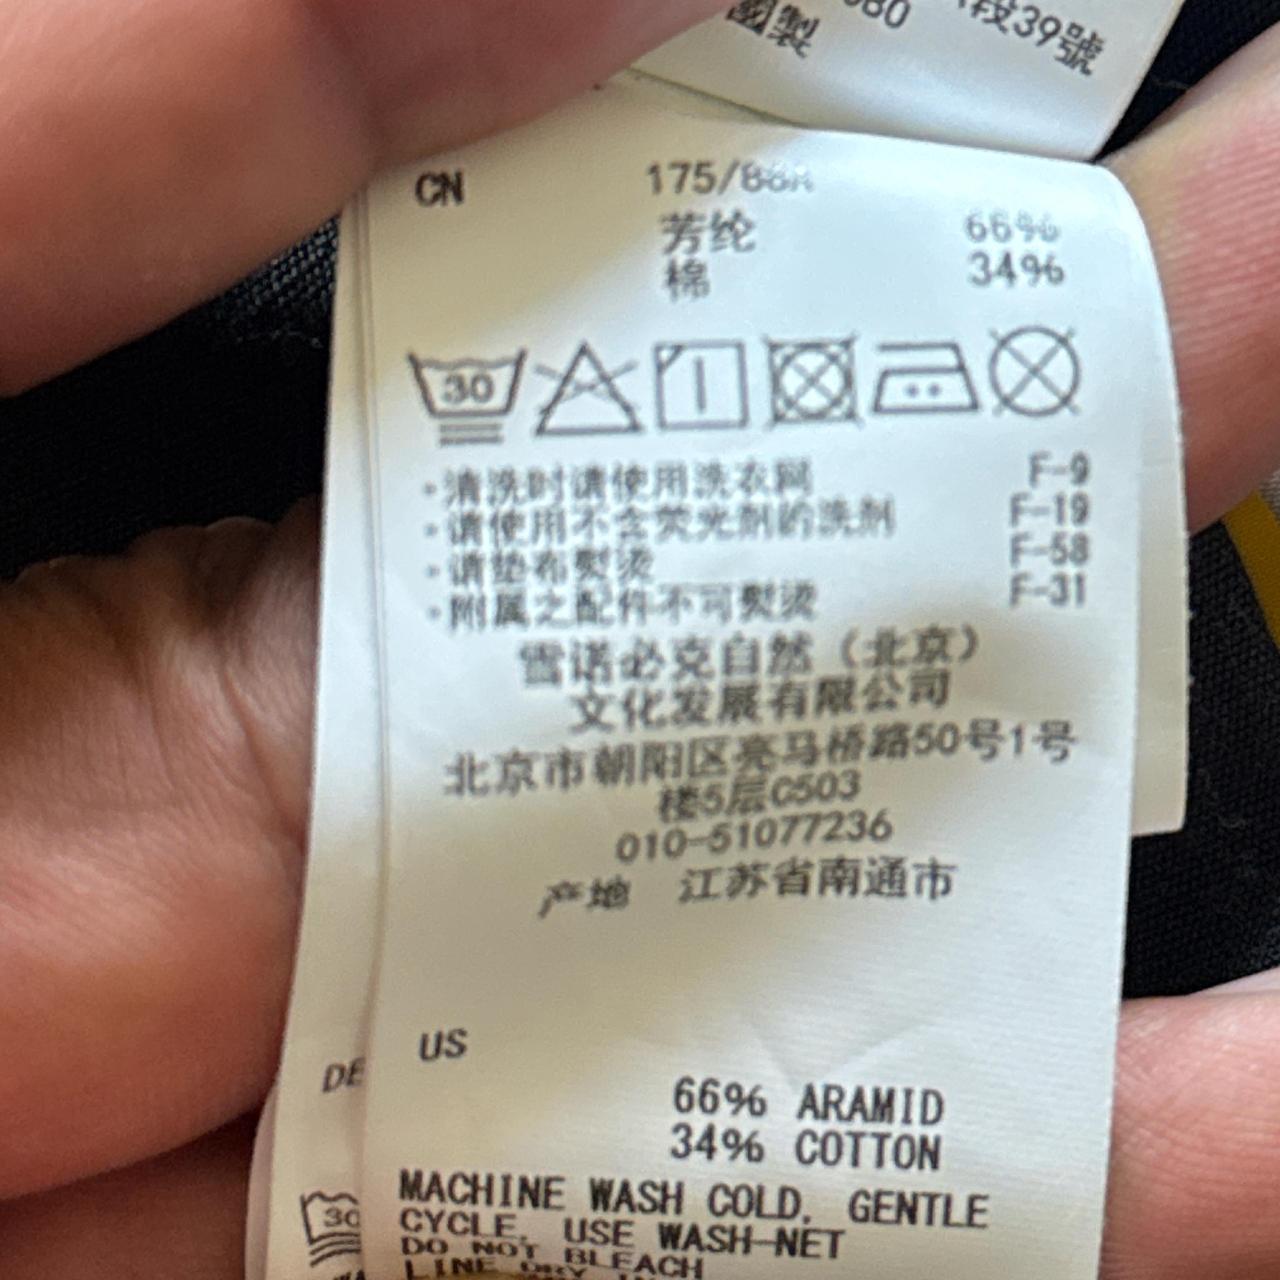 080
段39號
國製
CN
175/88A
芳纶 66%
棉 34%
30
·清洗时请使用洗衣网 F-9
·请使用不含荧光剂的洗剂 F-19
·请垫布熨烫 F-58
·附属之配件不可熨烫 F-31
雪诺必克自然（北京）
文化发展有限公司
北京市朝阳区亮马桥路50号1号
楼5层C503
010-51077236
产地 江苏省南通市
US
DE
66% ARAMID
34% COTTON
MACHINE WASH COLD, GENTLE
CYCLE, USE WASH-NET
DO NOT BLEACH
LINE DRY IN
30